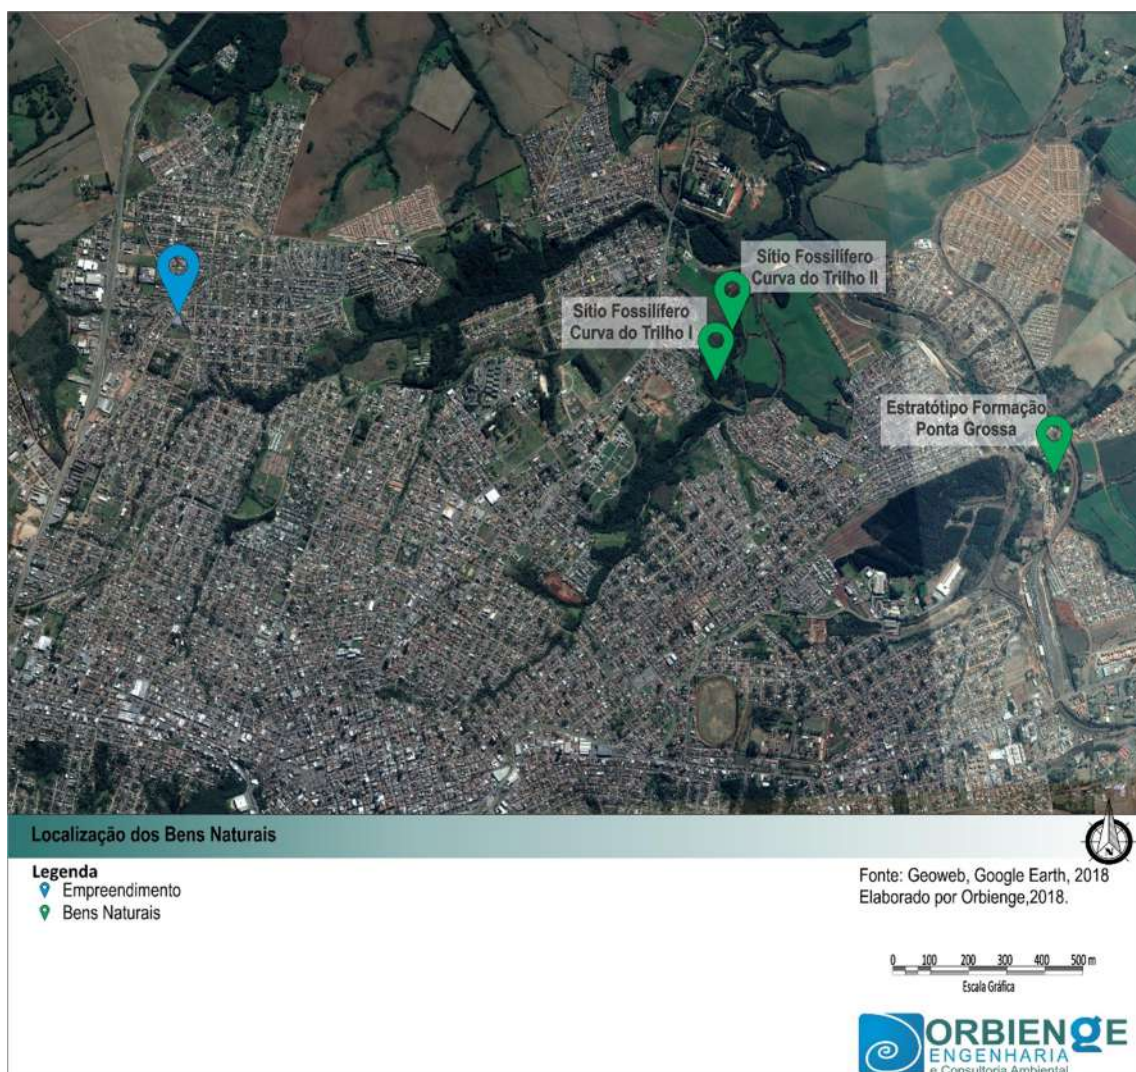 Sítio Fossilífero
Curva do Trilho II
Sítio Fossilífero
Curva do Trilho I
Estratótipo Formação
Ponta Grossa
Localização dos Bens Naturais
N
Legenda
Empreendimento
Bens Naturais
Fonte: Geoweb, Google Earth, 2018
Elaborado por Orbienge,2018.
0 100 200 300 400 500 m
Escala Gráfica
ORBIENGE
ENGENHARIA
e Consultoria Ambiental